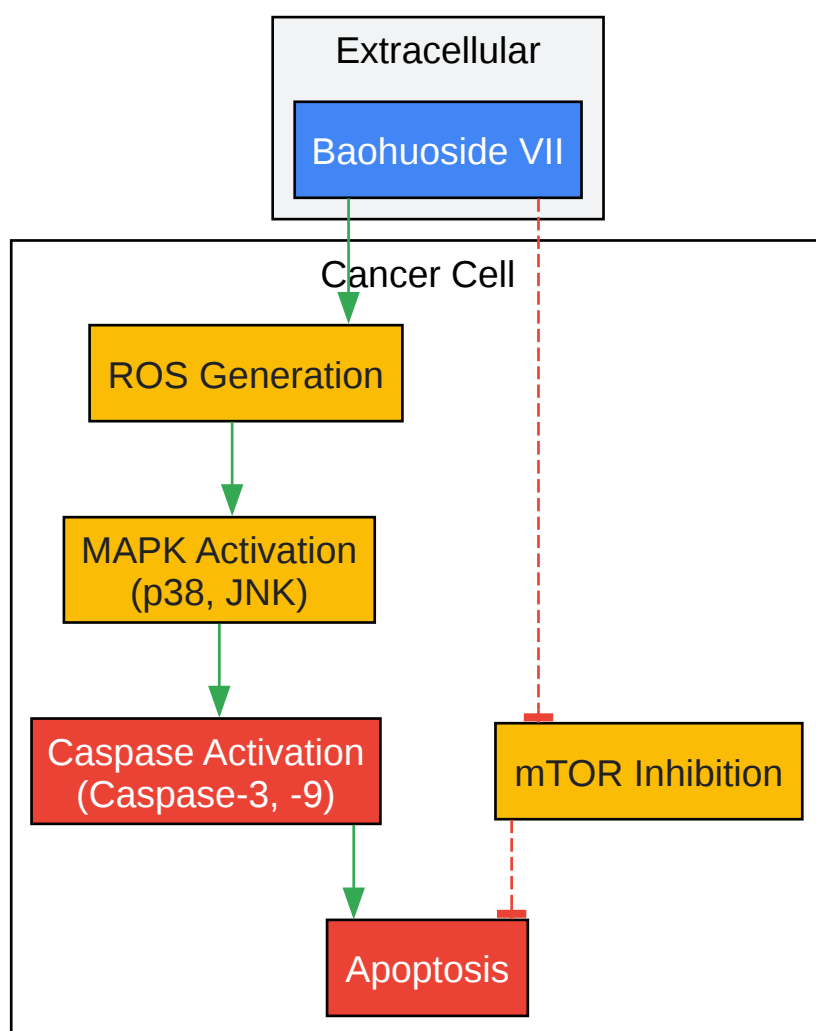 Extracellular
Baohuoside VII
Cancer Cell
ROS Generation
MAPK Activation
(p38, JNK)
Caspase Activation
(Caspase-3, -9)
mTOR Inhibition
Apoptosis